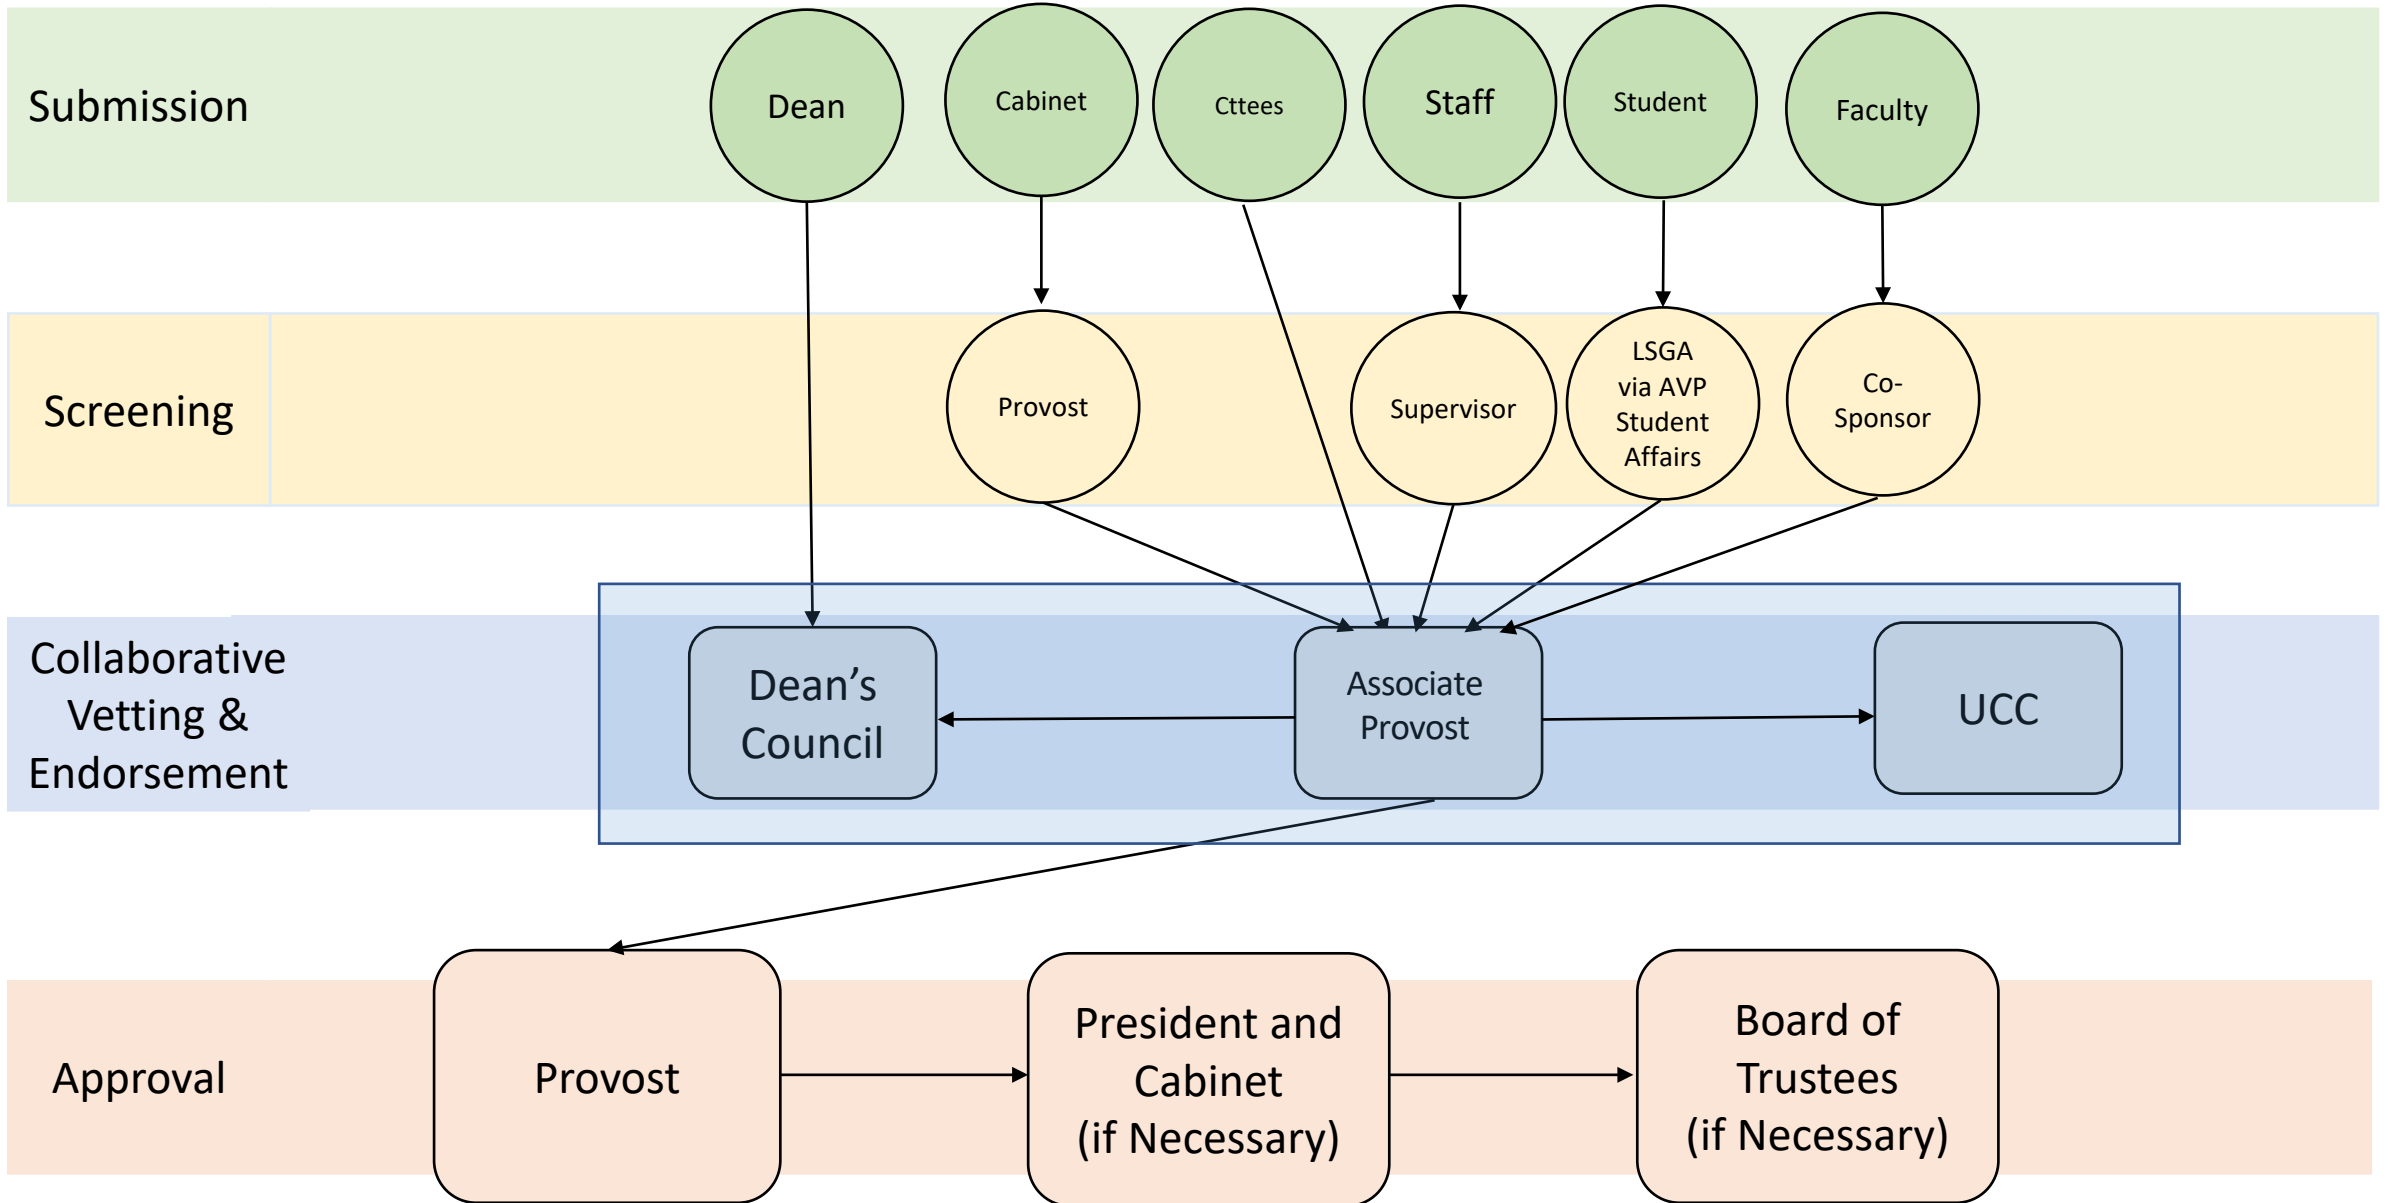 Submission
Dean
Cabinet
Cttees
Staff
Student
Faculty
Screening
Provost
Supervisor
LSGA
via AVP
Student
Affairs
Co-
Sponsor
Collaborative
Vetting &
Endorsement
Dean’s
Council
Associate
Provost
UCC
Approval
Provost
President and
Cabinet
(if Necessary)
Board of
Trustees
(if Necessary)